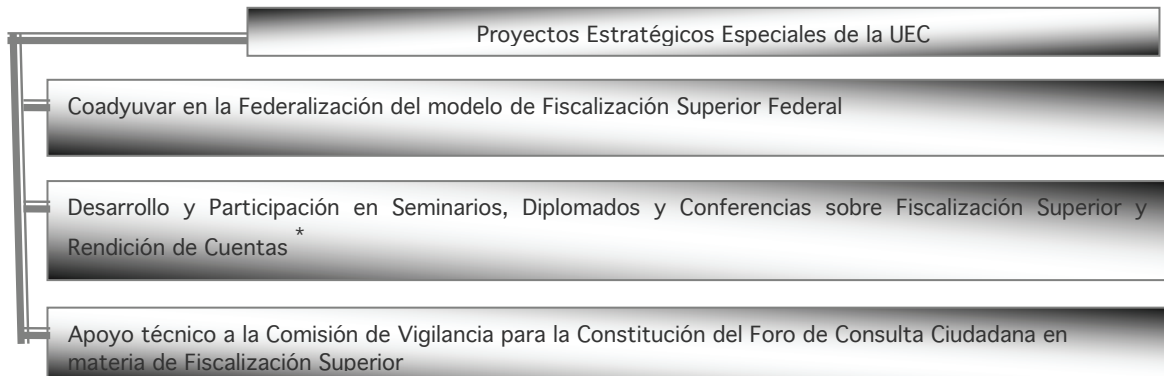 Proyectos Estratégicos Especiales de la UEC
Coadyuvar en la Federalización del modelo de Fiscalización Superior Federal
Desarrollo y Participación en Seminarios, Diplomados y Conferencias sobre Fiscalización Superior y
Rendición de Cuentas *
Apoyo técnico a la Comisión de Vigilancia para la Constitución del Foro de Consulta Ciudadana en
materia de Fiscalización Superior